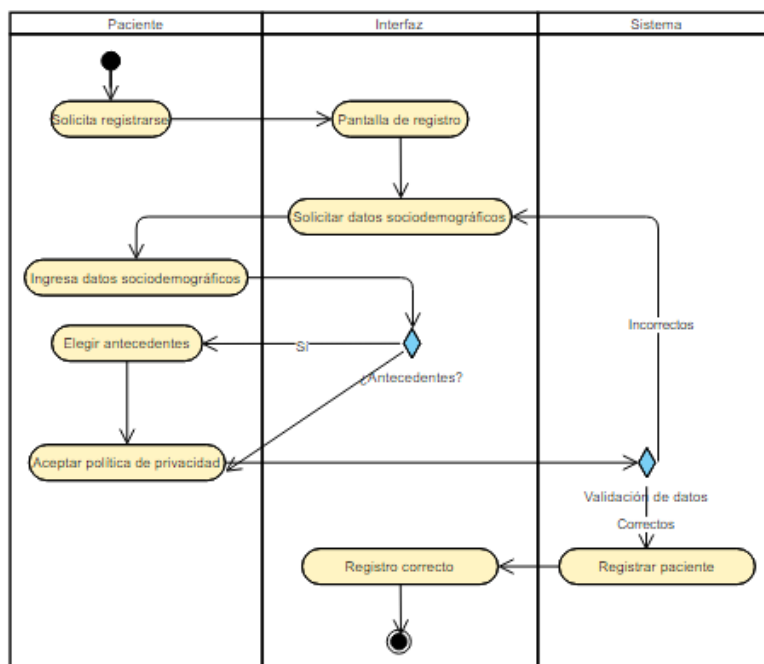 Paciente
Interfaz
Sistema
Solicita registrarse
Pantalla de registro
Solicitar datos sociodemográficos
Ingresa datos sociodemográficos
Incorrectos
Elegir antecedentes
Si
¿Antecedentes?
Aceptar política de privacidad
Validación de datos
Correctos
Registro correcto
Registrar paciente